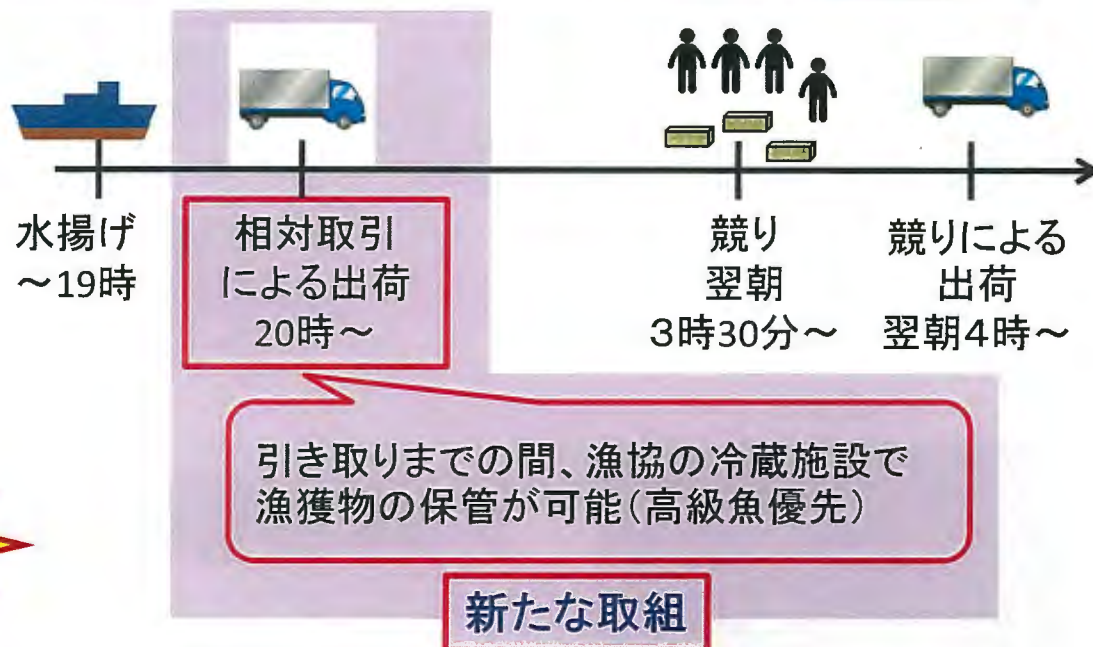 水揚げ
～19時
相対取引
による出荷
20時～
競り
翌朝
３時30分～
競りによる
出荷
翌朝４時～
引き取りまでの間、漁協の冷蔵施設で
漁獲物の保管が可能（高級魚優先）
新たな取組